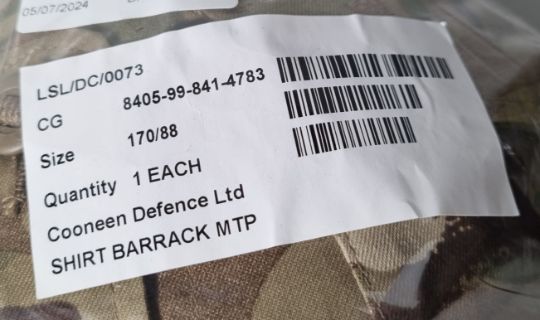 05/07/2024
LSL/DC/0073
CG 8405-99-841-4783
Size 170/88
Quantity 1 EACH
Cooneen Defence Ltd
SHIRT BARRACK MTP